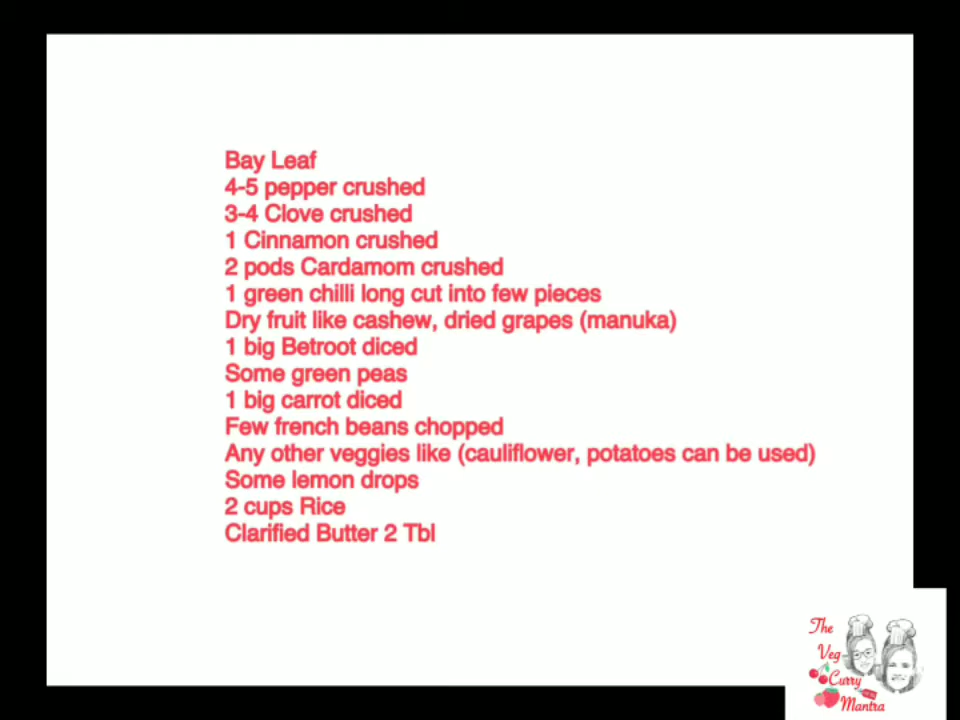 Bay Leaf
4-5 pepper crushed
3-4 Clove crushed
1 Cinnamon crushed
2 pods Cardamom crushed
1 green chilli long cut into few pieces
Dry fruit like cashew, dried grapes (manuka)
1 big Betroot diced
Some green peas
1 big carrot diced
Few french beans chopped
Any other veggies like (cauliflower, potatoes can be used)
Some lemon drops
2 cups Rice
Clarified Butter 2 Tbl
The
Veg
Curry
Mantra